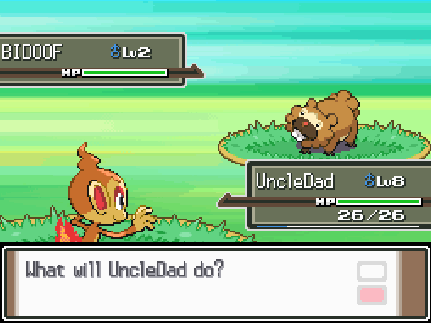 BIDOOF ♂Lv2
HP
UncleDad ♂Lv8
HP
26/26
What will UncleDad do?